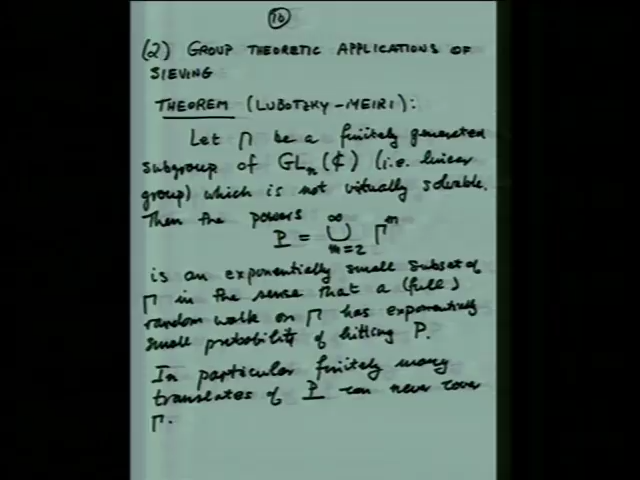 10
(2) GROUP THEORETIC APPLICATIONS OF
SIEVING
THEOREM (LUBOTZKY-MEIRI):
Let Γ be a finitely generated
subgroup of GLₙ(ℂ) (i.e. linear
group) which is not virtually solvable.
Then the powers
P = ∞⋃m=2 Γᵐ
is an exponentially small subset of
Γ in the sense that a (full)
random walk on Γ has exponentially
small probability of hitting P.
In particular finitely many
translates of P can never cover
Γ.